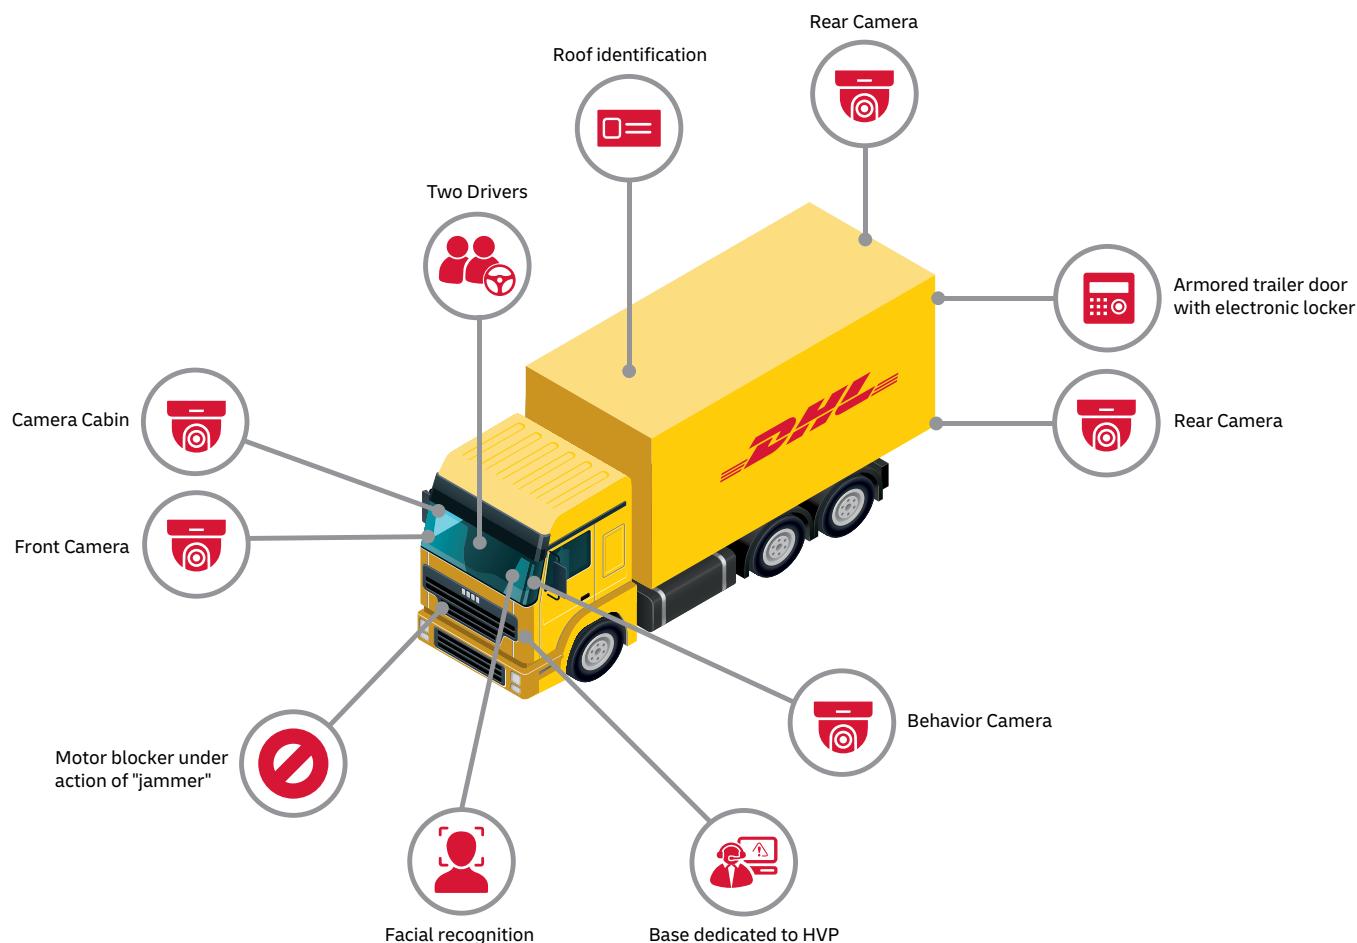 Rear Camera
Roof identification
Two Drivers
Armored trailer door
with electronic locker
Camera Cabin
Rear Camera
DHL
Front Camera
Behavior Camera
Motor blocker under
action of "jammer"
Facial recognition
Base dedicated to HVP